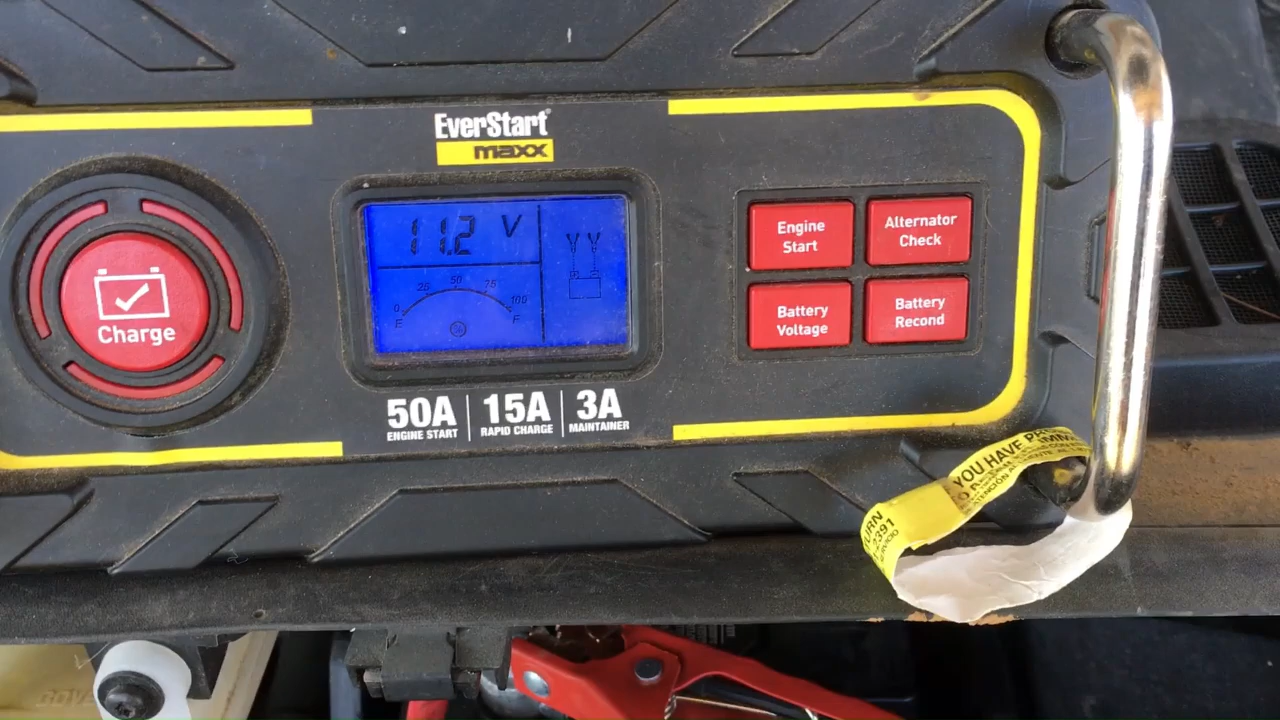 EverStart®
maxx
11.2 V
0 25 50 75 100
E F
Charge
Engine
Start
Alternator
Check
Battery
Voltage
Battery
Recond
50A
ENGINE START
15A
RAPID CHARGE
3A
MAINTAINER
YOU HAVE